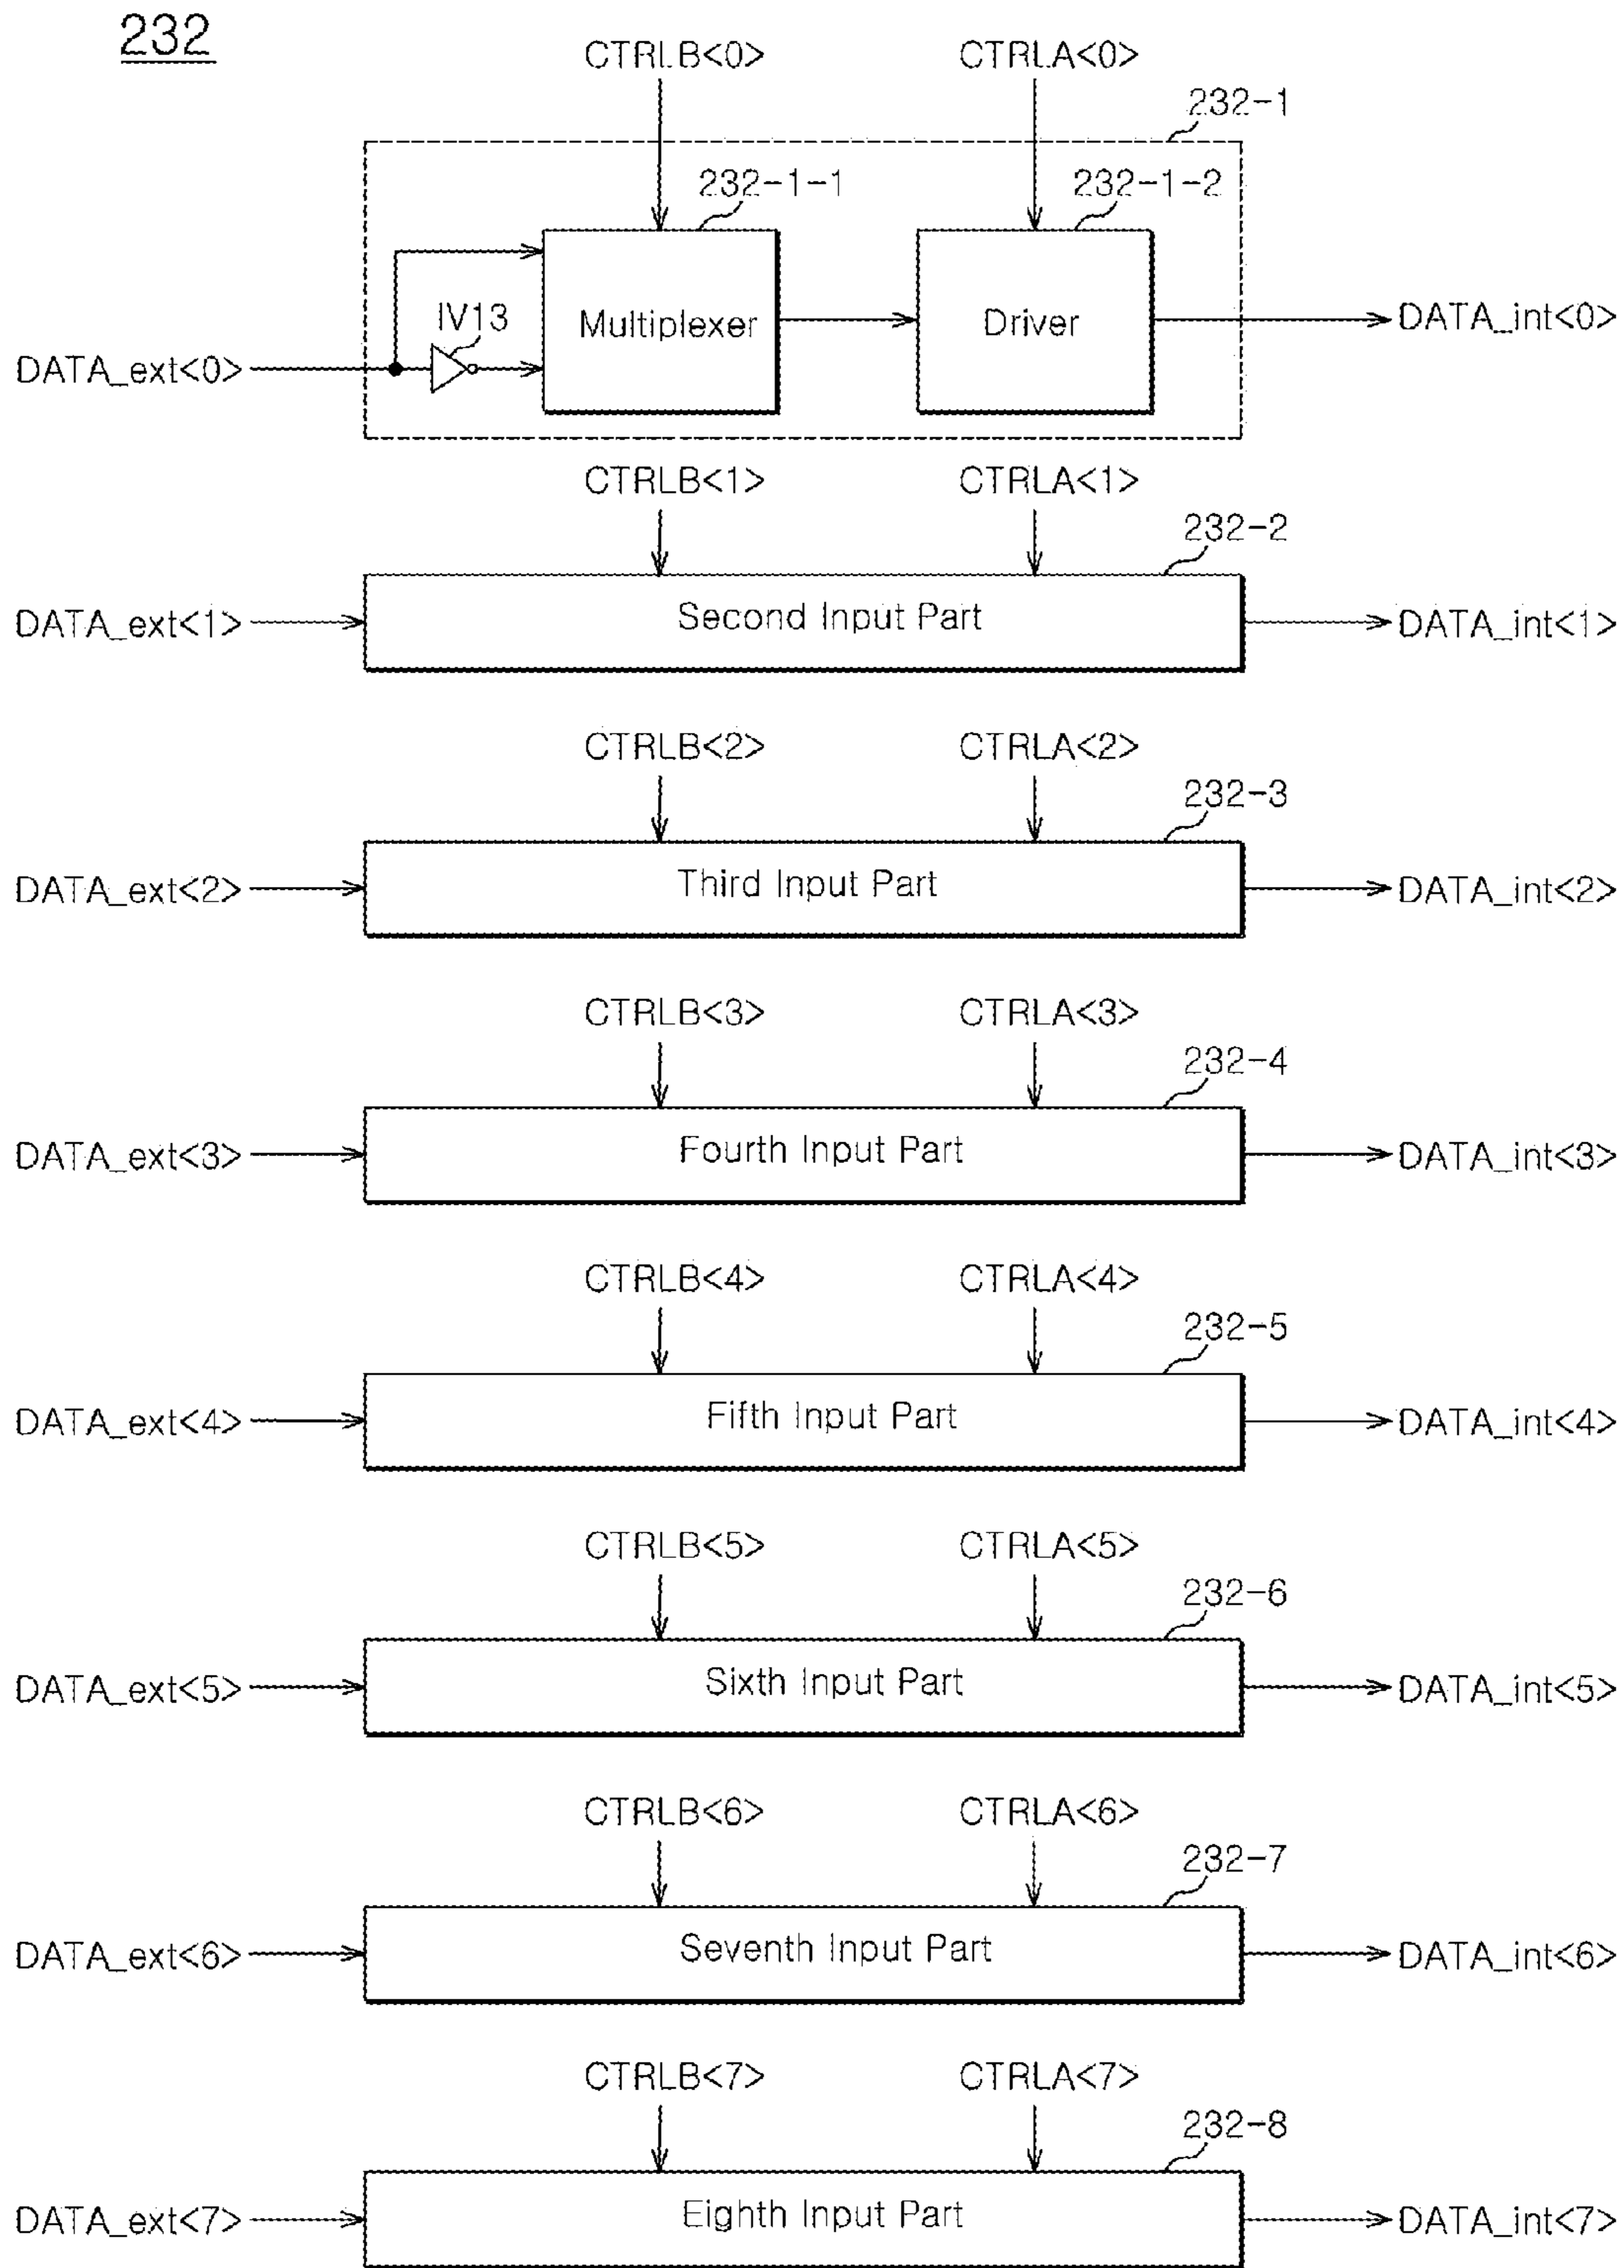 232
CTRLB<0> CTRLA<0>
232-1
232-1-1 232-1-2
IV13
Multiplexer Driver
DATA_ext<0> DATA_int<0>
CTRLB<1> CTRLA<1>
232-2
DATA_ext<1> Second Input Part DATA_int<1>
CTRLB<2> CTRLA<2>
232-3
DATA_ext<2> Third Input Part DATA_int<2>
CTRLB<3> CTRLA<3>
232-4
DATA_ext<3> Fourth Input Part DATA_int<3>
CTRLB<4> CTRLA<4>
232-5
DATA_ext<4> Fifth Input Part DATA_int<4>
CTRLB<5> CTRLA<5>
232-6
DATA_ext<5> Sixth Input Part DATA_int<5>
CTRLB<6> CTRLA<6>
232-7
DATA_ext<6> Seventh Input Part DATA_int<6>
CTRLB<7> CTRLA<7>
232-8
DATA_ext<7> Eighth Input Part DATA_int<7>